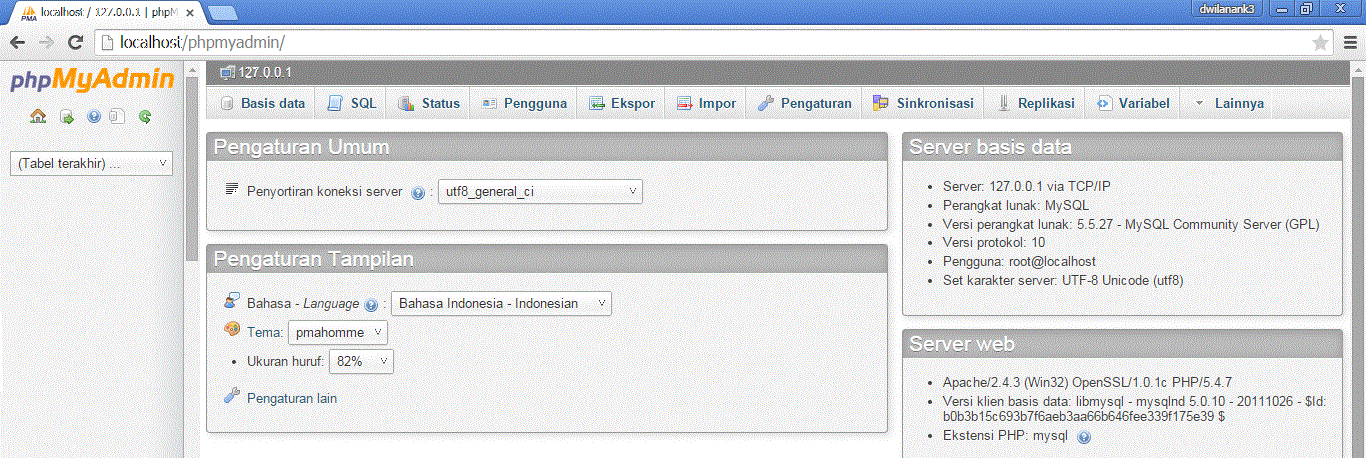 localhost / 127.0.0.1 | phpM
dwilanank3
localhost/phpmyadmin/
phpMyAdmin
(Tabel terakhir) ...
127.0.0.1
Basis data SQL Status Pengguna Ekspor Impor Pengaturan Sinkronisasi Replikasi Variabel Lainnya
Pengaturan Umum
Penyortiran koneksi server : utf8_general_ci
Pengaturan Tampilan
Bahasa - Language : Bahasa Indonesia - Indonesian
Tema: pmahomme
Ukuran huruf: 82%
Pengaturan lain
Server basis data
Server: 127.0.0.1 via TCP/IP
Perangkat lunak: MySQL
Versi perangkat lunak: 5.5.27 - MySQL Community Server (GPL)
Versi protokol: 10
Pengguna: root@localhost
Set karakter server: UTF-8 Unicode (utf8)
Server web
Apache/2.4.3 (Win32) OpenSSL/1.0.1c PHP/5.4.7
Versi klien basis data: libmysql - mysqlnd 5.0.10 - 20111026 - $Id:
b0b3b15c693b7f6aeb3aa66b646fee339f175e39 $
Ekstensi PHP: mysql